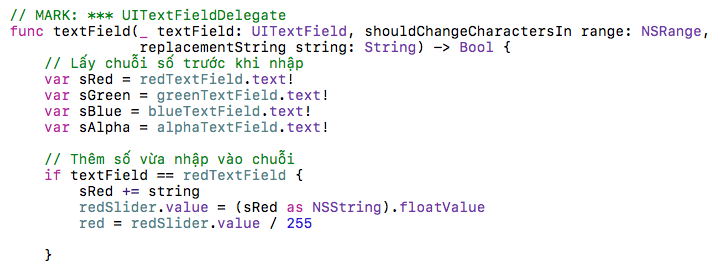 // MARK: *** UITextFieldDelegate
func textField(_ textField: UITextField, shouldChangeCharactersIn range: NSRange,
replacementString string: String) -> Bool {
// Lấy chuỗi số trước khi nhập
var sRed = redTextField.text!
var sGreen = greenTextField.text!
var sBlue = blueTextField.text!
var sAlpha = alphaTextField.text!
// Thêm số vừa nhập vào chuỗi
if textField == redTextField {
sRed += string
redSlider.value = (sRed as NSString).floatValue
red = redSlider.value / 255
}